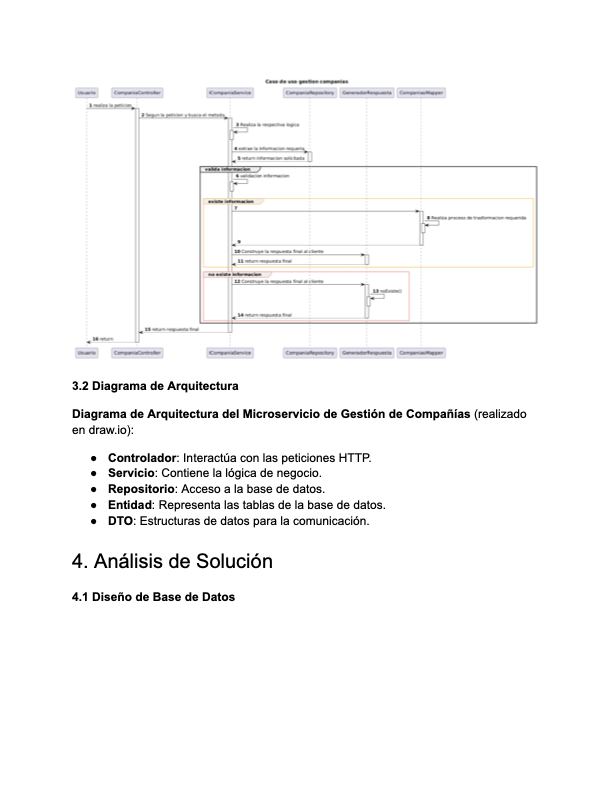 Caso de uso gestion companias
Usuario CompaniaController ICompaniaService CompaniaRepository GeneradorRespuesta CompaniasMapper
1 realiza la peticion
2 Segun la peticion y busca el metodo
3 Realiza la respectiva logica
4 extrae la informacion requeria
5 return informacion solicitada
valida informacion
6 validacion informacion
existe informacion
7
8 Realiza proceso de trasformacion requerida
9
10 Construye la respuesta final al cliente
11 return respuesta final
no existe informacion
12 Construye la respuesta final al cliente
13 noExiste()
14 return respuesta final
15 return respuesta final
16 return
Usuario CompaniaController ICompaniaService CompaniaRepository GeneradorRespuesta CompaniasMapper
3.2 Diagrama de Arquitectura
Diagrama de Arquitectura del Microservicio de Gestión de Compañías (realizado
en draw.io):
● Controlador: Interactúa con las peticiones HTTP.
● Servicio: Contiene la lógica de negocio.
● Repositorio: Acceso a la base de datos.
● Entidad: Representa las tablas de la base de datos.
● DTO: Estructuras de datos para la comunicación.
4. Análisis de Solución
4.1 Diseño de Base de Datos